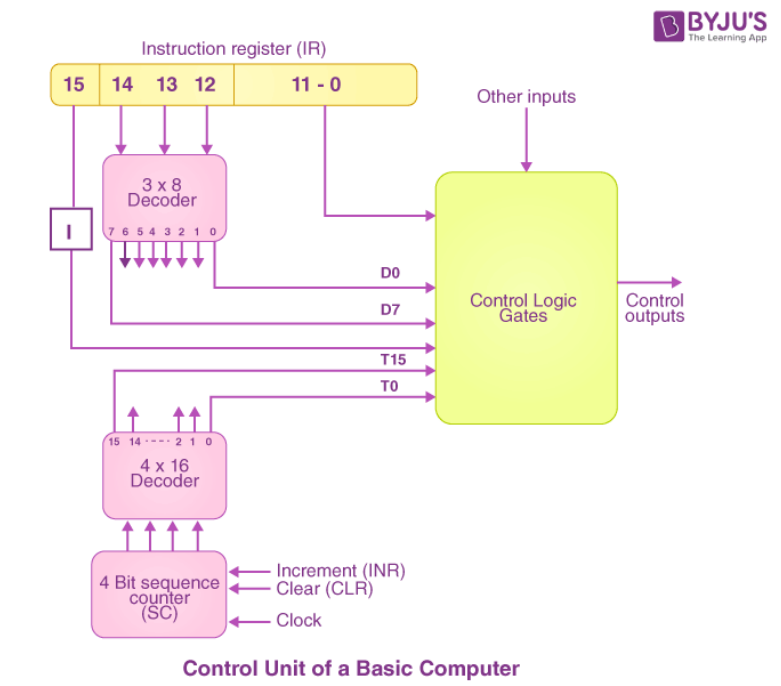 BYJU'S
The Learning App
Instruction register (IR)
15 14 13 12 11 - 0
Other inputs
3 x 8
Decoder
I
7 6 5 4 3 2 1 0
D0
Control Logic
Gates
Control
outputs
D7
T15
T0
15 14 ---- 2 1 0
4 x 16
Decoder
4 Bit sequence
counter
(SC)
Increment (INR)
Clear (CLR)
Clock
Control Unit of a Basic Computer